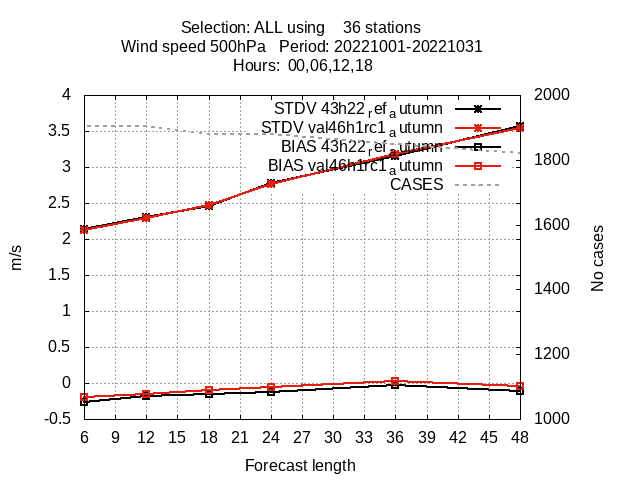 Selection: ALL using    36 stations
Wind speed 500hPa   Period: 20221001-20221031
Hours:  00,06,12,18
4
3.5
3
2.5
2
1.5
1
0.5
0
-0.5
m/s
STDV 43h22_ref_autumn
STDV val46h1rc1_autumn
BIAS 43h22_ref_autumn
BIAS val46h1rc1_autumn
CASES
2000
1800
1600
1400
1200
1000
No cases
6 9 12 15 18 21 24 27 30 33 36 39 42 45 48
Forecast length